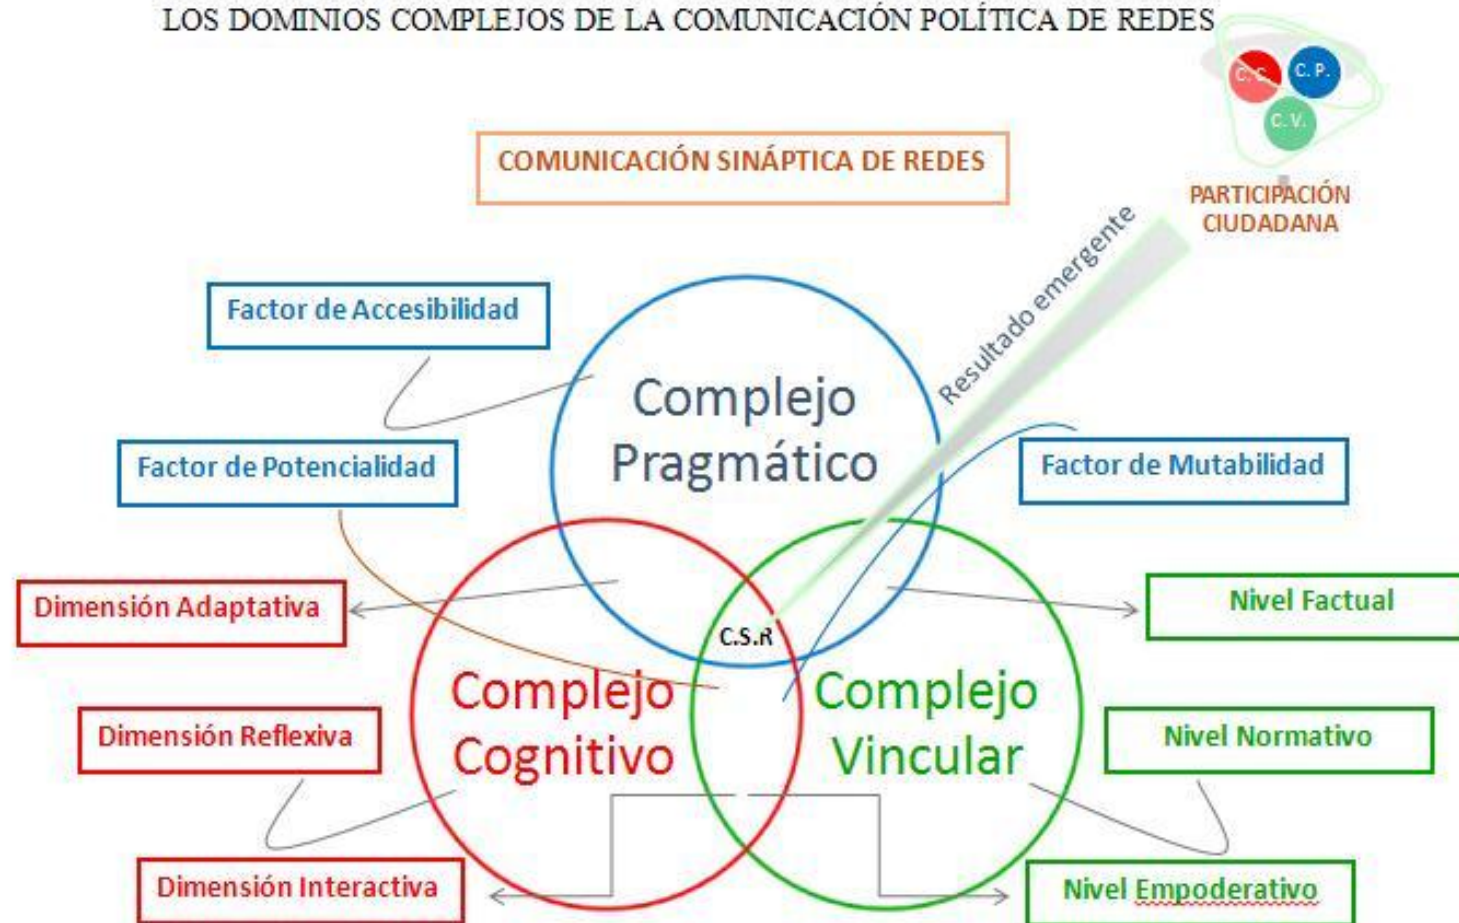 LOS DOMINIOS COMPLEJOS DE LA COMUNICACIÓN POLÍTICA DE REDES
C. C.
C. P.
C. V.
COMUNICACIÓN SINÁPTICA DE REDES
PARTICIPACIÓN
CIUDADANA
Resultado emergente
Factor de Accesibilidad
Complejo
Pragmático
Factor de Potencialidad
Factor de Mutabilidad
Dimensión Adaptativa
Nivel Factual
C.S.R
Complejo
Cognitivo
Complejo
Vincular
Dimensión Reflexiva
Nivel Normativo
Dimensión Interactiva
Nivel Empoderativo